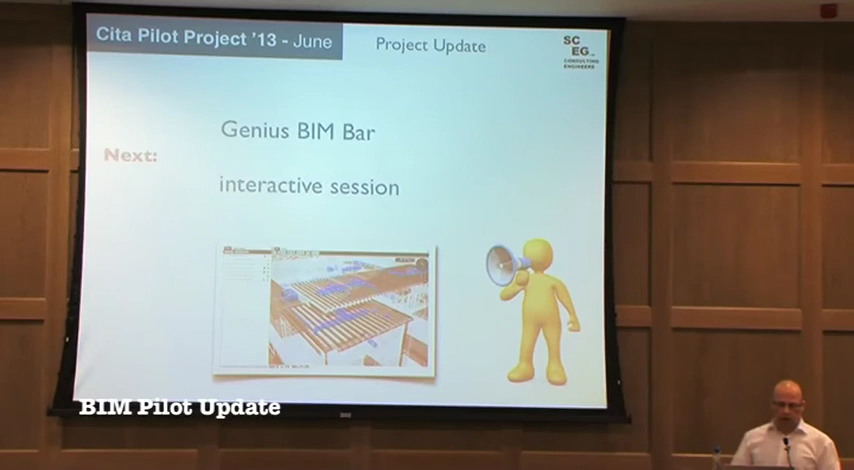 Cita Pilot Project '13 - June
Project Update
SC
EG
CONSULTING
ENGINEERS
Genius BIM Bar
Next:
interactive session
BIM Pilot Update